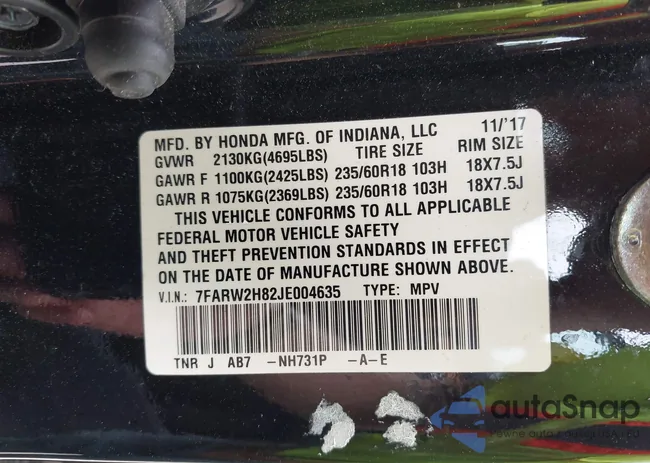 MFD. BY HONDA MFG. OF INDIANA, LLC 11/'17
GVWR 2130KG(4695LBS) TIRE SIZE RIM SIZE
GAWR F 1100KG(2425LBS) 235/60R18 103H 18X7.5J
GAWR R 1075KG(2369LBS) 235/60R18 103H 18X7.5J
THIS VEHICLE CONFORMS TO ALL APPLICABLE
FEDERAL MOTOR VEHICLE SAFETY
AND THEFT PREVENTION STANDARDS IN EFFECT
ON THE DATE OF MANUFACTURE SHOWN ABOVE.
V.I.N.: 7FARW2H82JE004635 TYPE: MPV
TNR J AB7 -NH731P -A-E
autoSnap